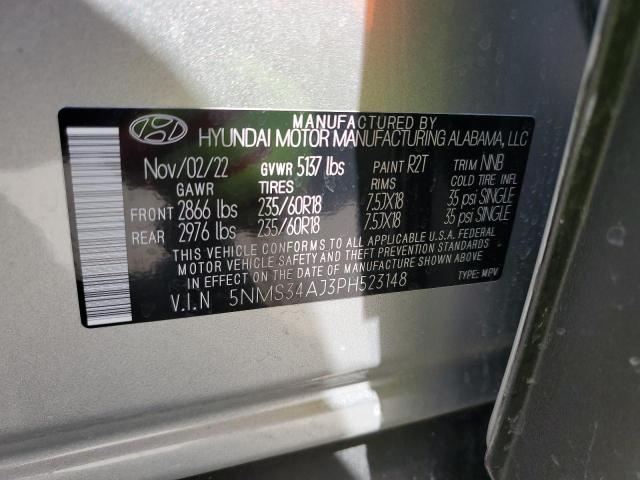 MANUFACTURED BY
HYUNDAI MOTOR MANUFACTURING ALABAMA, LLC
Nov/02/22 GVWR 5137 lbs PAINT R2T TRIM NNB
GAWR TIRES RIMS COLD TIRE INFL
FRONT 2866 lbs 235/60R18 7.5JX18 35 psi SINGLE
REAR 2976 lbs 235/60R18 7.5JX18 35 psi SINGLE
THIS VEHICLE CONFORMS TO ALL APPLICABLE U.S.A. FEDERAL
MOTOR VEHICLE SAFETY AND THEFT PREVENTION STANDARDS
IN EFFECT ON THE DATE OF MANUFACTURE SHOWN ABOVE.
V.I.N 5NMS34AJ3PH523148 TYPE: MPV